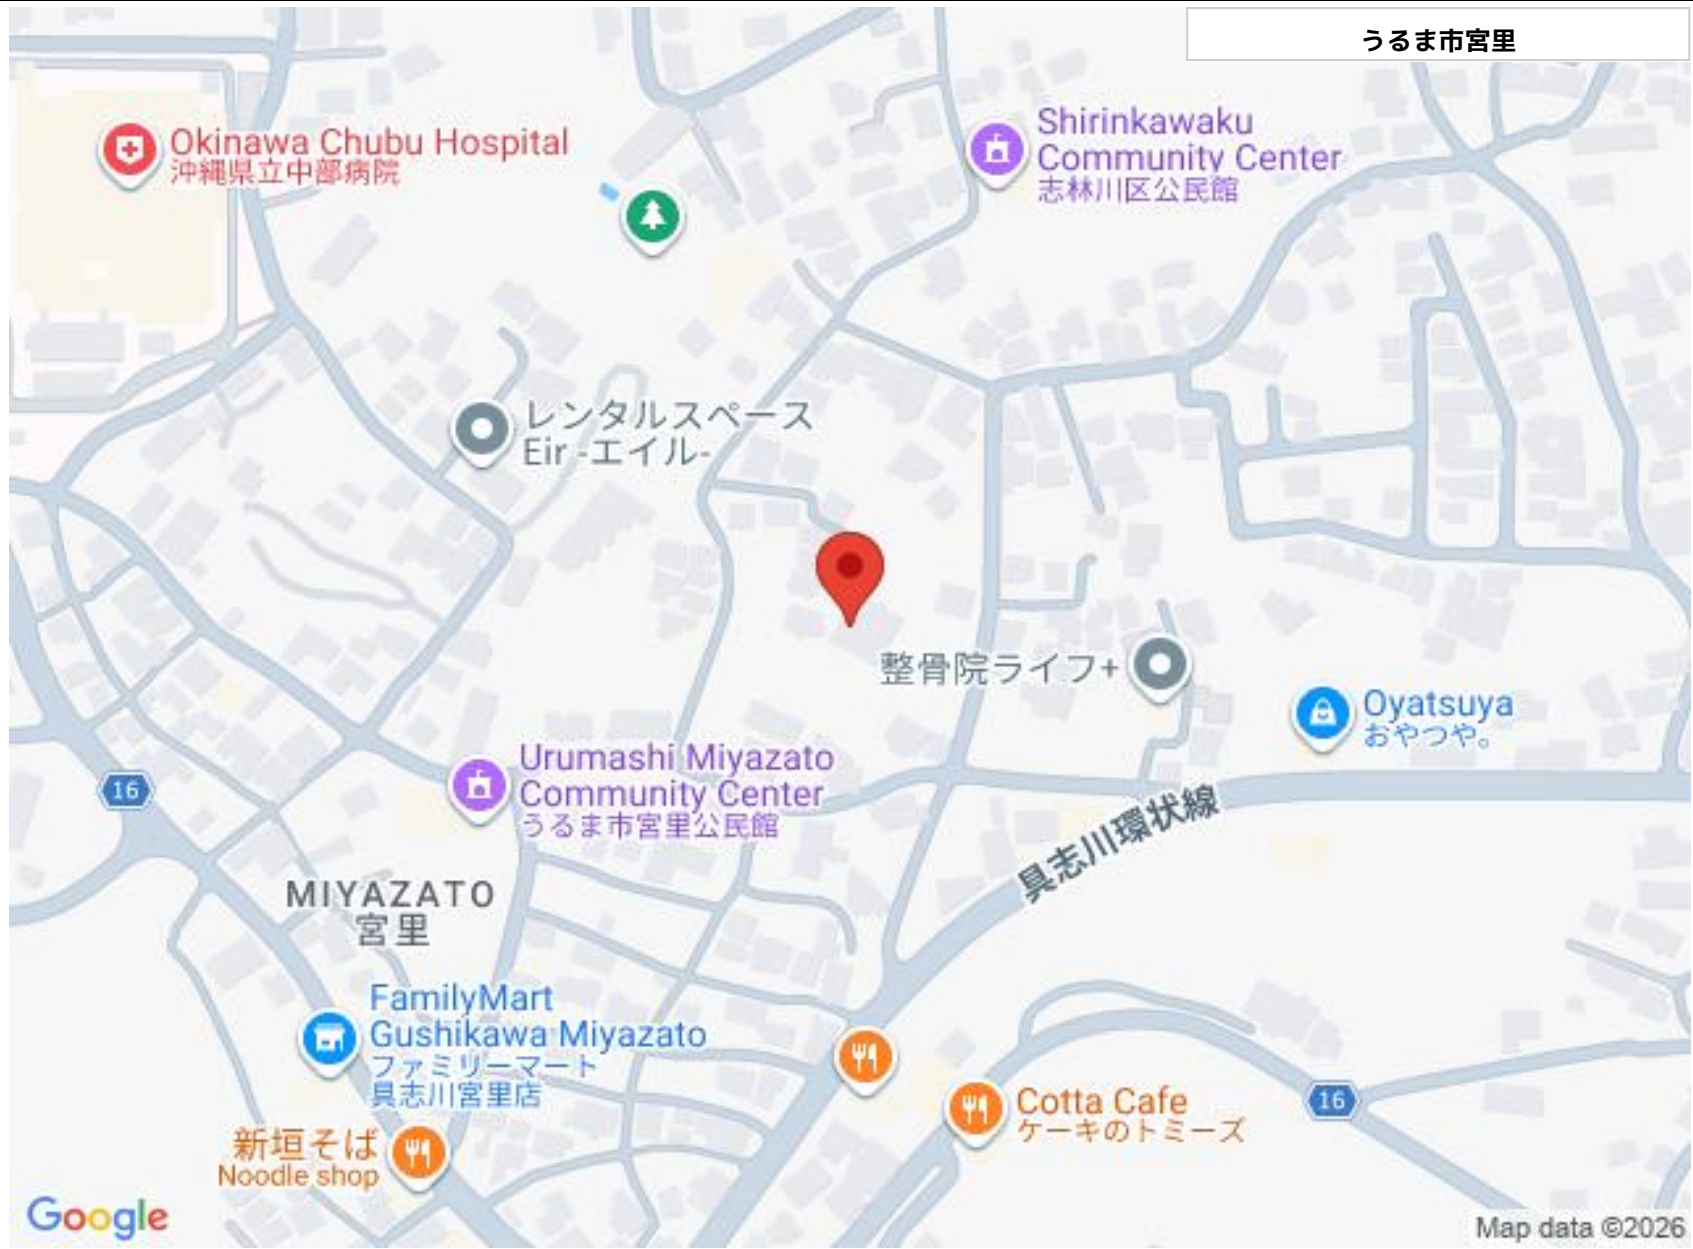 うるま市宮里
Okinawa Chubu Hospital
沖縄県立中部病院
Shirinkawaku
Community Center
志林川区公民館
レンタルスペース
Eir -エイル-
整骨院ライフ+
Oyatsuya
おやつや。
Urumashi Miyazato
Community Center
うるま市宮里公民館
16
具志川環状線
MIYAZATO
宮里
FamilyMart
Gushikawa Miyazato
ファミリーマート
具志川宮里店
Cotta Cafe
ケーキのトミーズ
16
新垣そば
Noodle shop
Google
Map data ©2026